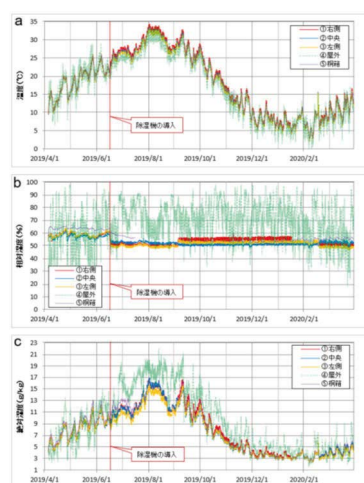 a
温度(℃)
35
30
25
20
15
10
5
0
①右側
②中央
③左側
④屋外
⑤桐箱
除湿機の導入
2019/4/1 2019/6/1 2019/8/1 2019/10/1 2019/12/1 2020/2/1
b
相対湿度(%)
100
90
80
70
60
50
40
30
20
10
0
①右側
②中央
③左側
④屋外
⑤桐箱
除湿機の導入
2019/4/1 2019/6/1 2019/8/1 2019/10/1 2019/12/1 2020/2/1
c
絶対湿度(g/kg)
23
21
19
17
15
13
11
9
7
5
3
1
①右側
②中央
③左側
④屋外
⑤桐箱
除湿機の導入
2019/4/1 2019/6/1 2019/8/1 2019/10/1 2019/12/1 2020/2/1